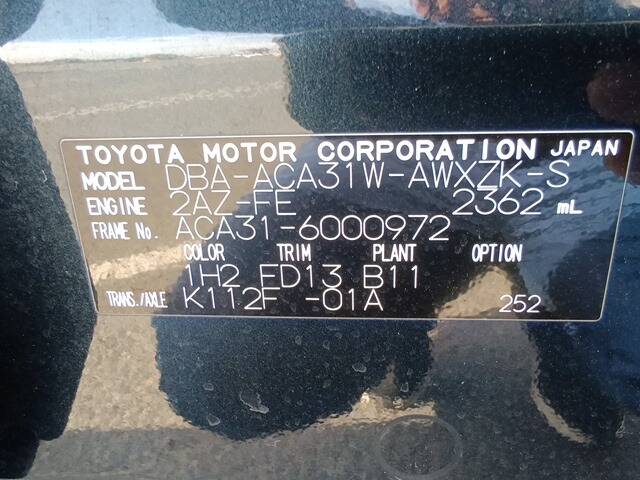 TOYOTA MOTOR CORPORATION JAPAN
MODEL DBA-ACA31W-AWXZK-S
ENGINE 2AZ-FE 2362 mL
FRAME No. ACA31-6000972
COLOR TRIM PLANT OPTION
1H2 FD13 B11
TRANS./AXLE K112F -01A 252